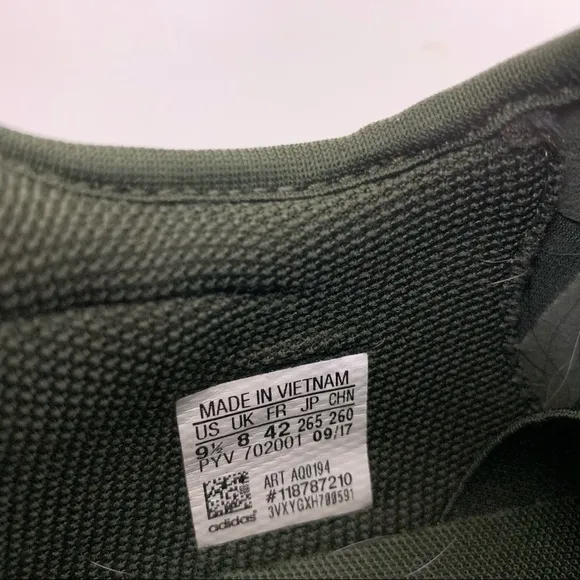 MADE IN VIETNAM
US UK FR JP CHN
9½ 8 42 265 260
PYV 702001 09/17
ART AQ0194
#118787210
3VXYGXH700591
adidas